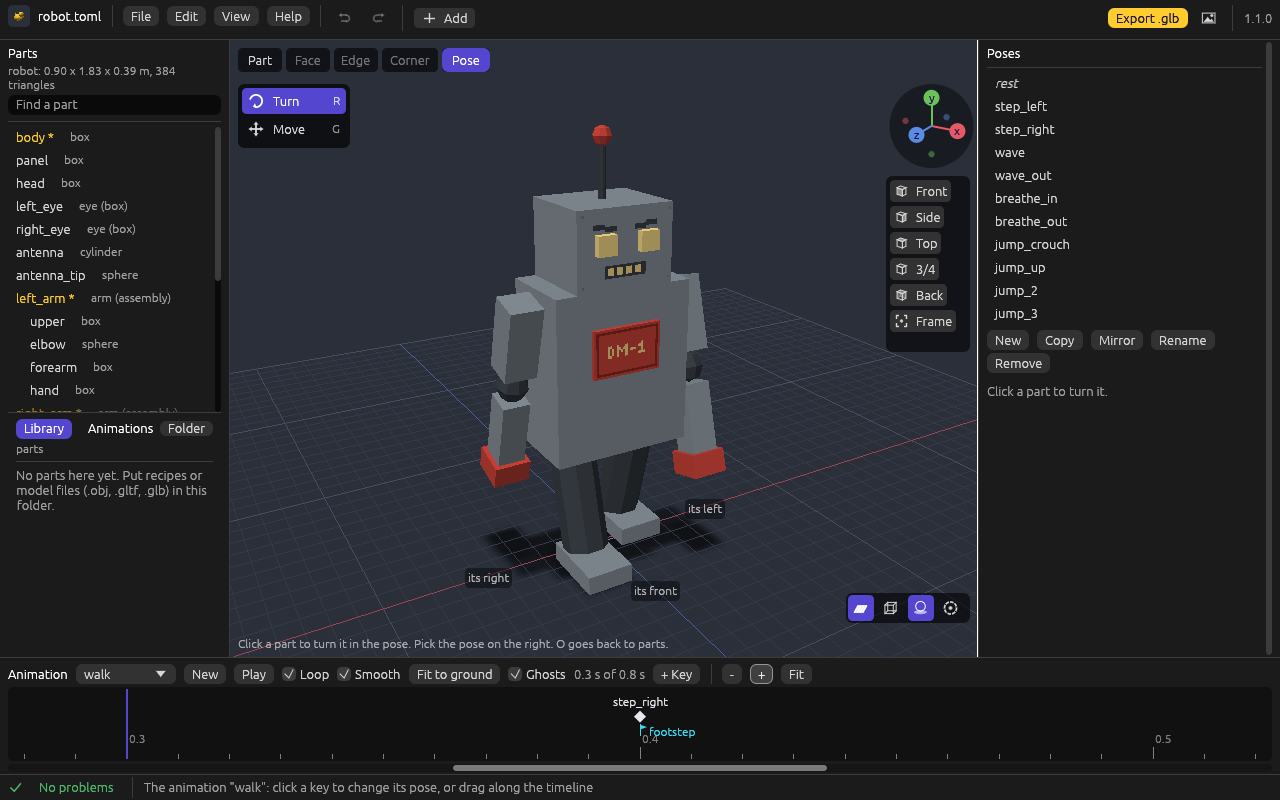 robot.toml File Edit View Help + Add Export .glb 1.1.0
Parts
robot: 0.90 x 1.83 x 0.39 m, 384
triangles
Find a part
body * box
panel box
head box
left_eye eye (box)
right_eye eye (box)
antenna cylinder
antenna_tip sphere
left_arm * arm (assembly)
upper box
elbow sphere
forearm box
hand box
right_arm * arm (assembly)
Library Animations Folder
parts
No parts here yet. Put recipes or
model files (.obj, .gltf, .glb) in this
folder.
Part Face Edge Corner Pose
Turn R
Move G
y
x
z
Front
Side
Top
3/4
Back
Frame
DM-1
its left
its right
its front
Click a part to turn it in the pose. Pick the pose on the right. O goes back to parts.
Poses
rest
step_left
step_right
wave
wave_out
breathe_in
breathe_out
jump_crouch
jump_up
jump_2
jump_3
New Copy Mirror Rename
Remove
Click a part to turn it.
Animation walk New Play Loop Smooth Fit to ground Ghosts 0.3 s of 0.8 s + Key - + Fit
step_right
footstep
0.3 0.4 0.5
No problems The animation "walk": click a key to change its pose, or drag along the timeline